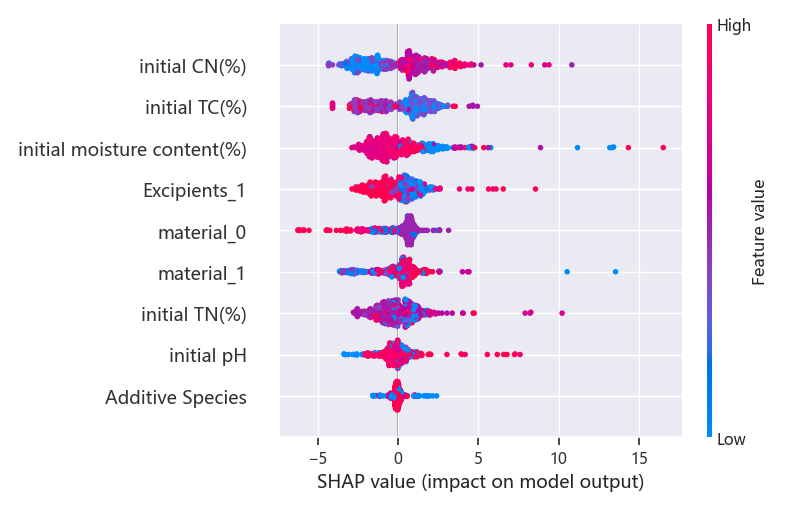 High
initial CN(%)
initial TC(%)
initial moisture content(%)
Excipients_1
material_0
material_1
initial TN(%)
initial pH
Additive Species
Feature value
Low
−5 0 5 10 15
SHAP value (impact on model output)